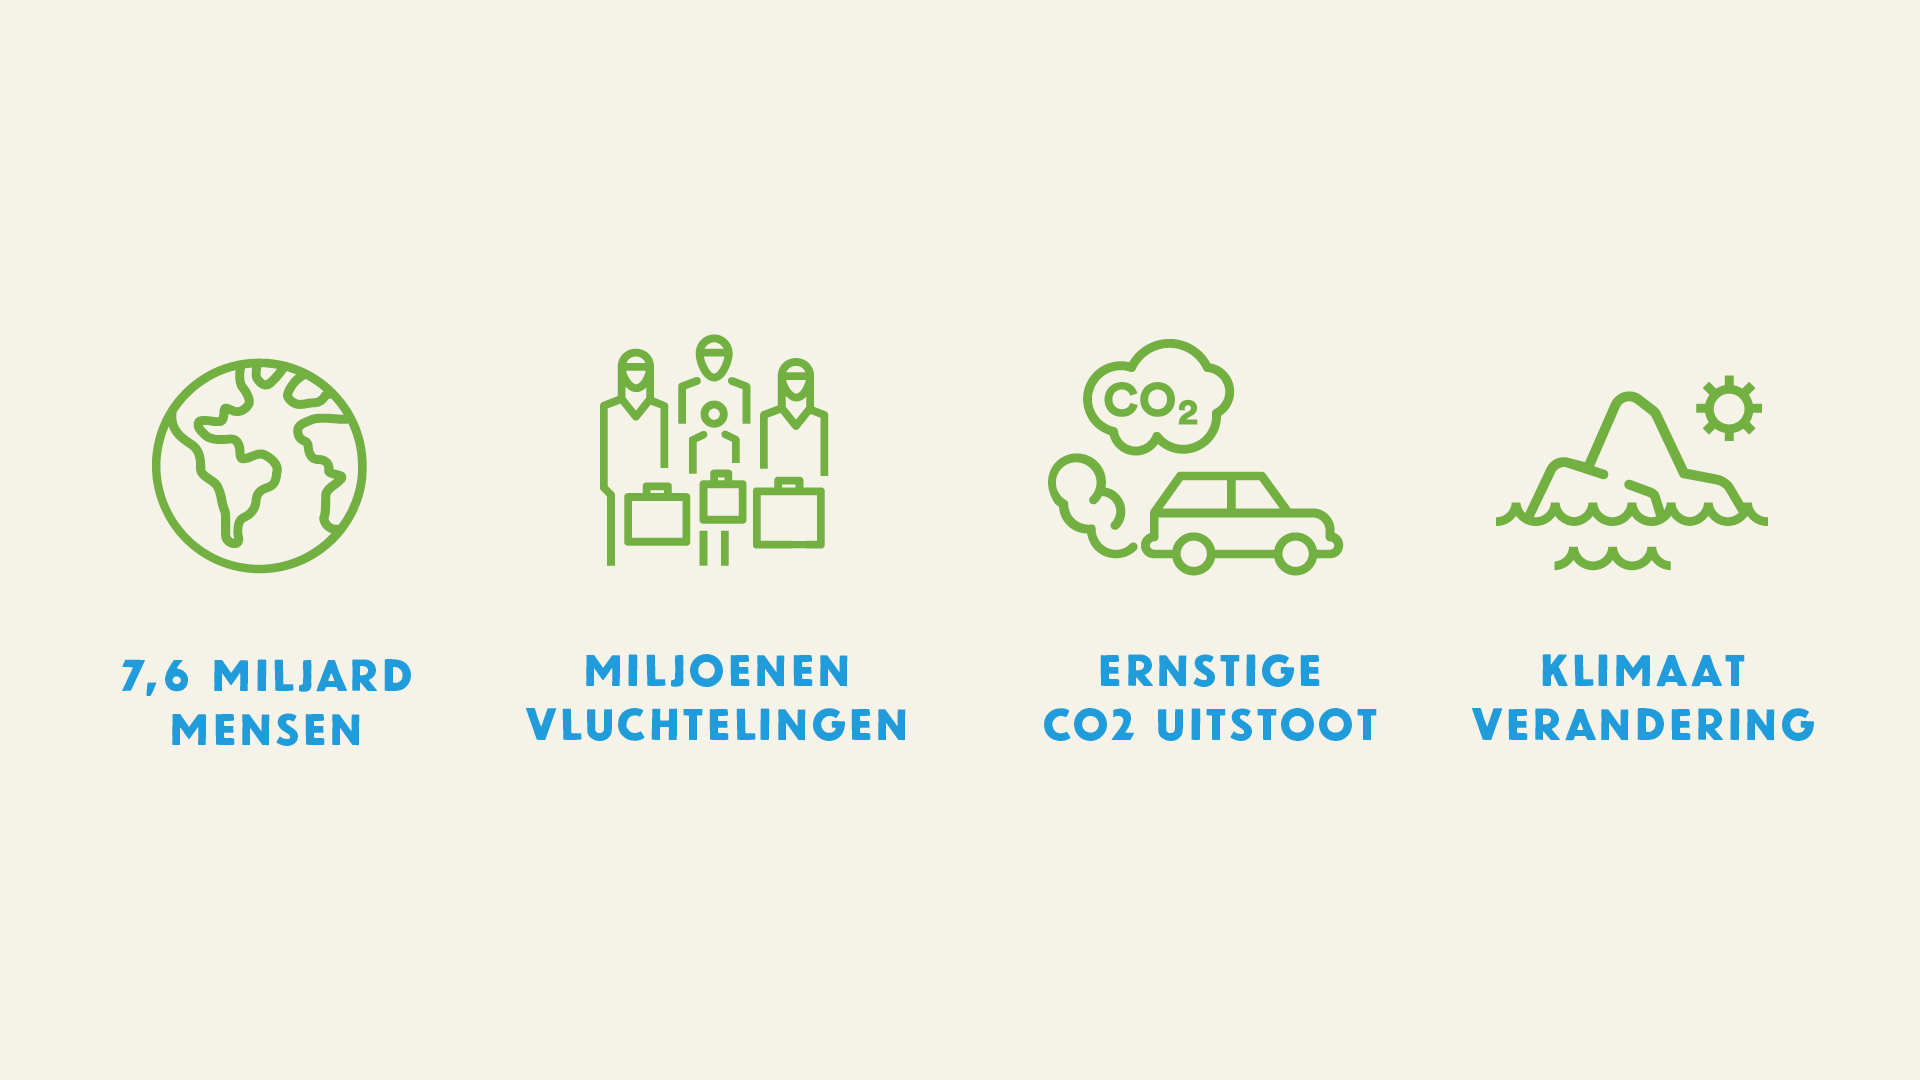 CO₂
7,6 MILJARD
MENSEN
MILJOENEN
VLUCHTELINGEN
ERNSTIGE
CO2 UITSTOOT
KLIMAAT
VERANDERING